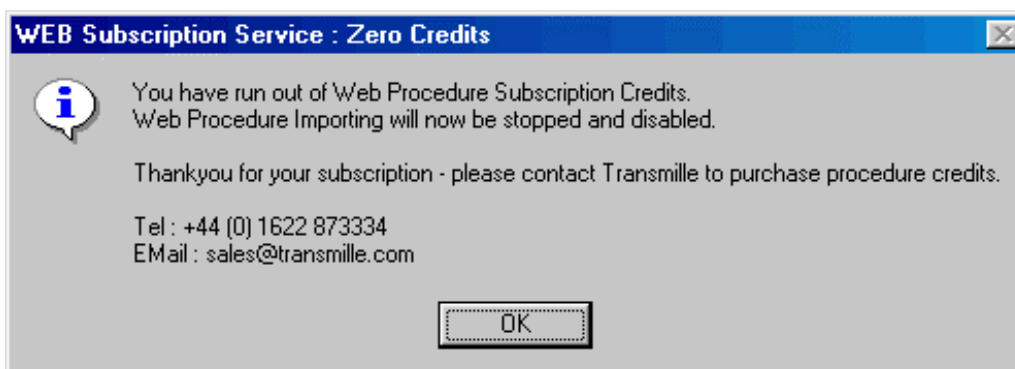 WEB Subscription Service : Zero Credits
You have run out of Web Procedure Subscription Credits.
Web Procedure Importing will now be stopped and disabled.
Thankyou for your subscription - please contact Transmille to purchase procedure credits.
Tel : +44 (0) 1622 873334
EMail : sales@transmille.com
OK